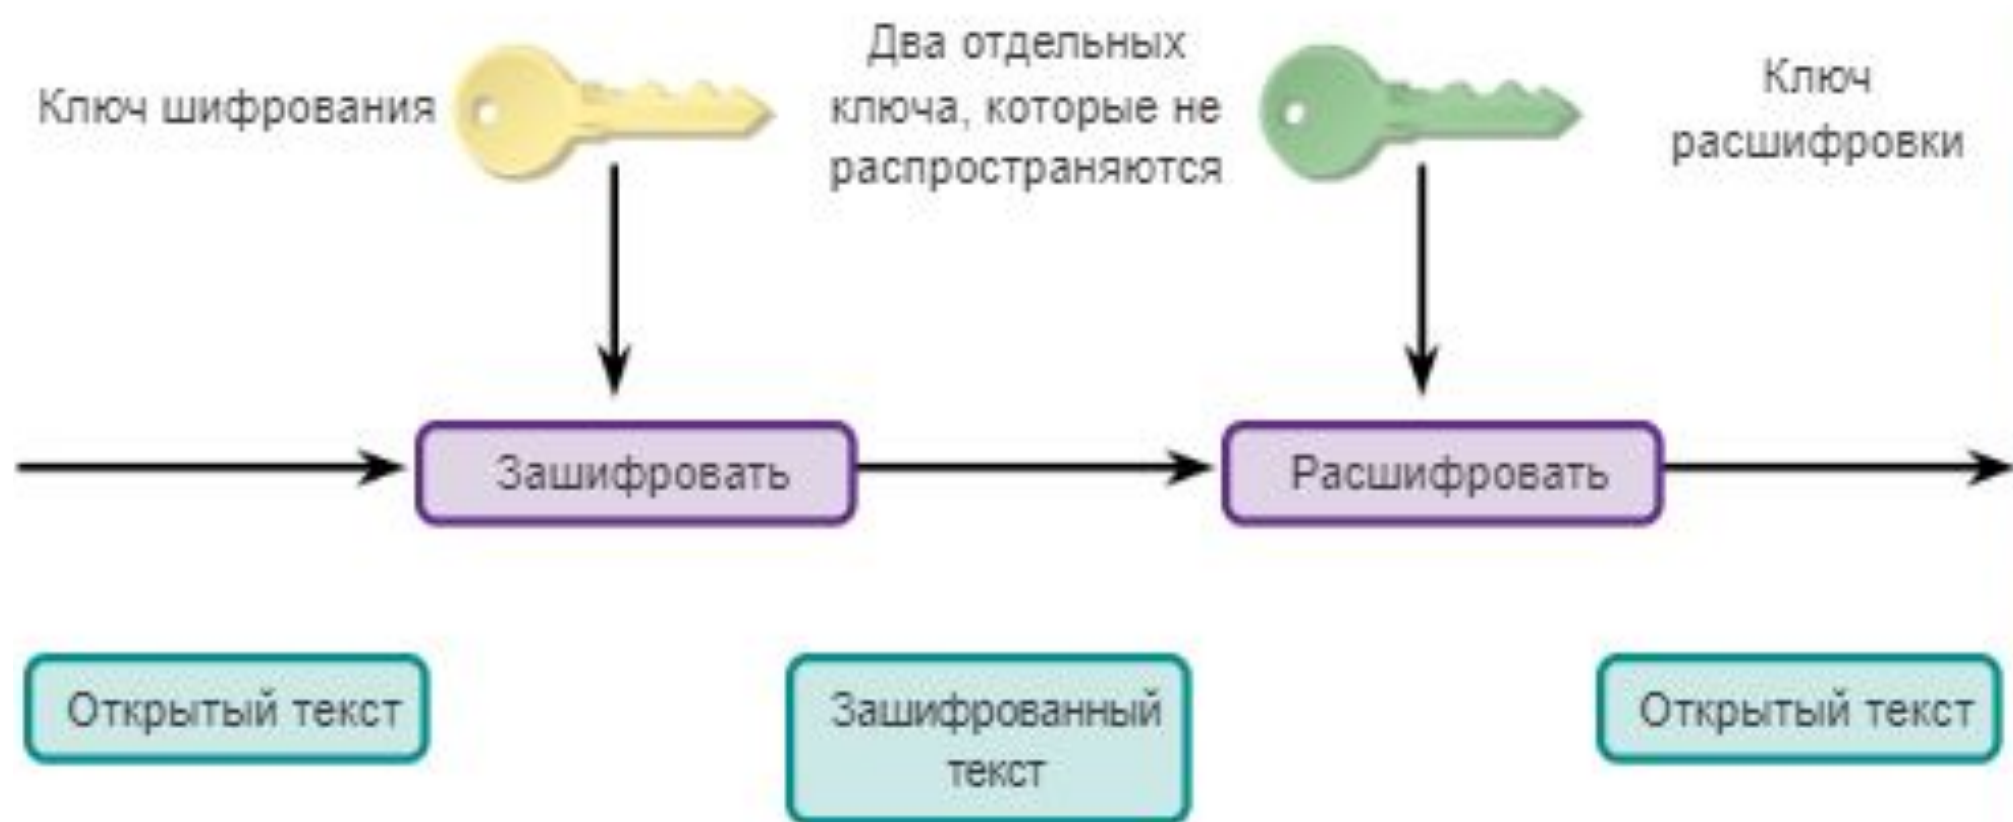 Ключ шифрования
Два отдельных
ключа, которые не
распространяются
Ключ
расшифровки
Зашифровать
Расшифровать
Открытый текст
Зашифрованный
текст
Открытый текст